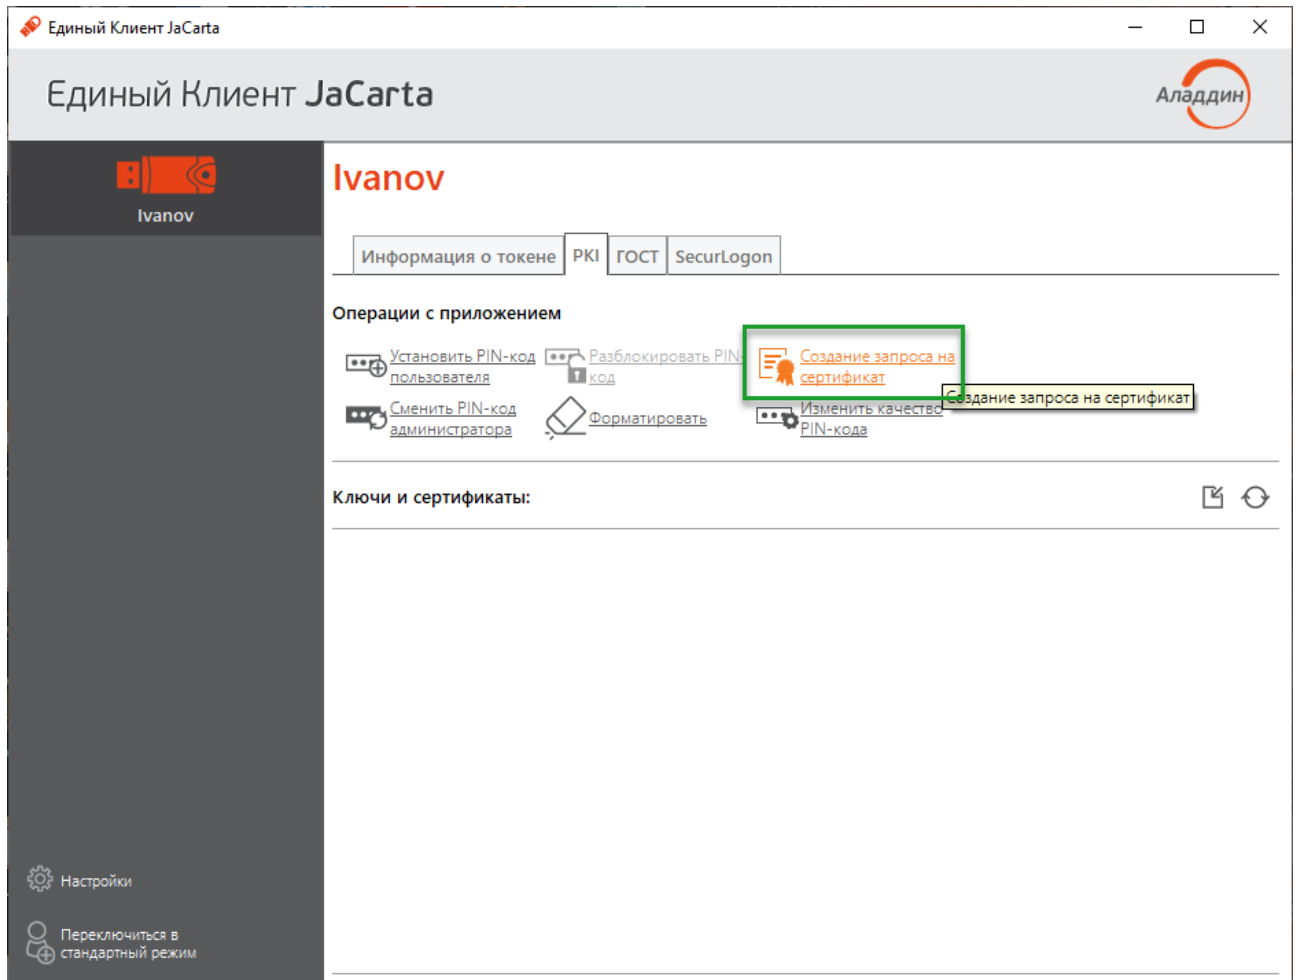 Единый Клиент JaCarta
Единый Клиент JaCarta
Аладдин
Ivanov
Ivanov
Информация о токене
PKI
ГОСТ
SecurLogon
Операции с приложением
Установить PIN-код
пользователя
Разблокировать PIN-
код
Создание запроса на
сертификат
Создание запроса на сертификат
Сменить PIN-код
администратора
Форматировать
Изменить качество
PIN-кода
Ключи и сертификаты:
Настройки
Переключиться в
стандартный режим